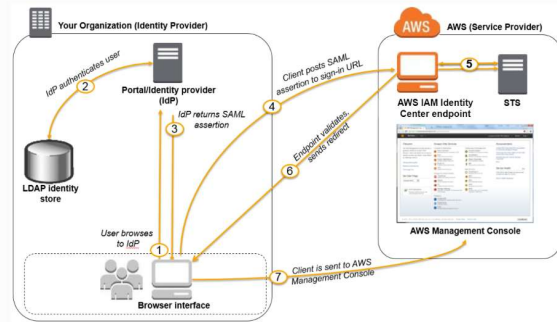 Your Organization (Identity Provider)
AWS (Service Provider)
IdP authenticates user
2
Portal/Identity provider
(IdP)
3
IdP returns SAML
assertion
LDAP identity
store
User browses
to IdP
1
Browser interface
4
Client posts SAML
assertion to sign-in URL
AWS IAM Identity
Center endpoint
5
STS
6
Endpoint validates,
sends redirect
AWS Management Console
7
Client is sent to AWS
Management Console